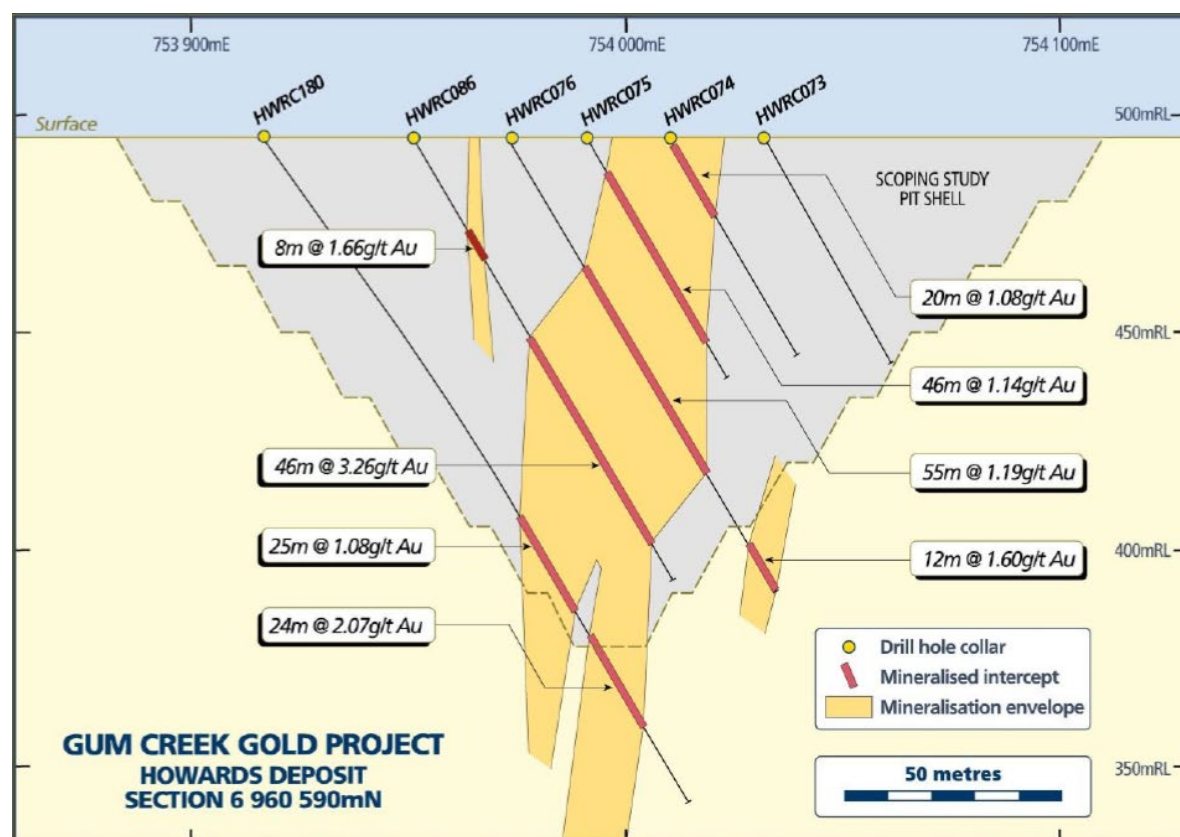 753 900mE
754 000mE
754 100mE
HWRC180
HWRC086
HWRC076
HWRC075
HWRC074
HWRC073
Surface
500mRL
SCOPING STUDY
PIT SHELL
8m @ 1.66g/t Au
20m @ 1.08g/t Au
450mRL
46m @ 1.14g/t Au
46m @ 3.26g/t Au
55m @ 1.19g/t Au
25m @ 1.08g/t Au
400mRL
12m @ 1.60g/t Au
24m @ 2.07g/t Au
Drill hole collar
Mineralised intercept
Mineralisation envelope
GUM CREEK GOLD PROJECT
HOWARDS DEPOSIT
SECTION 6 960 590mN
50 metres
350mRL